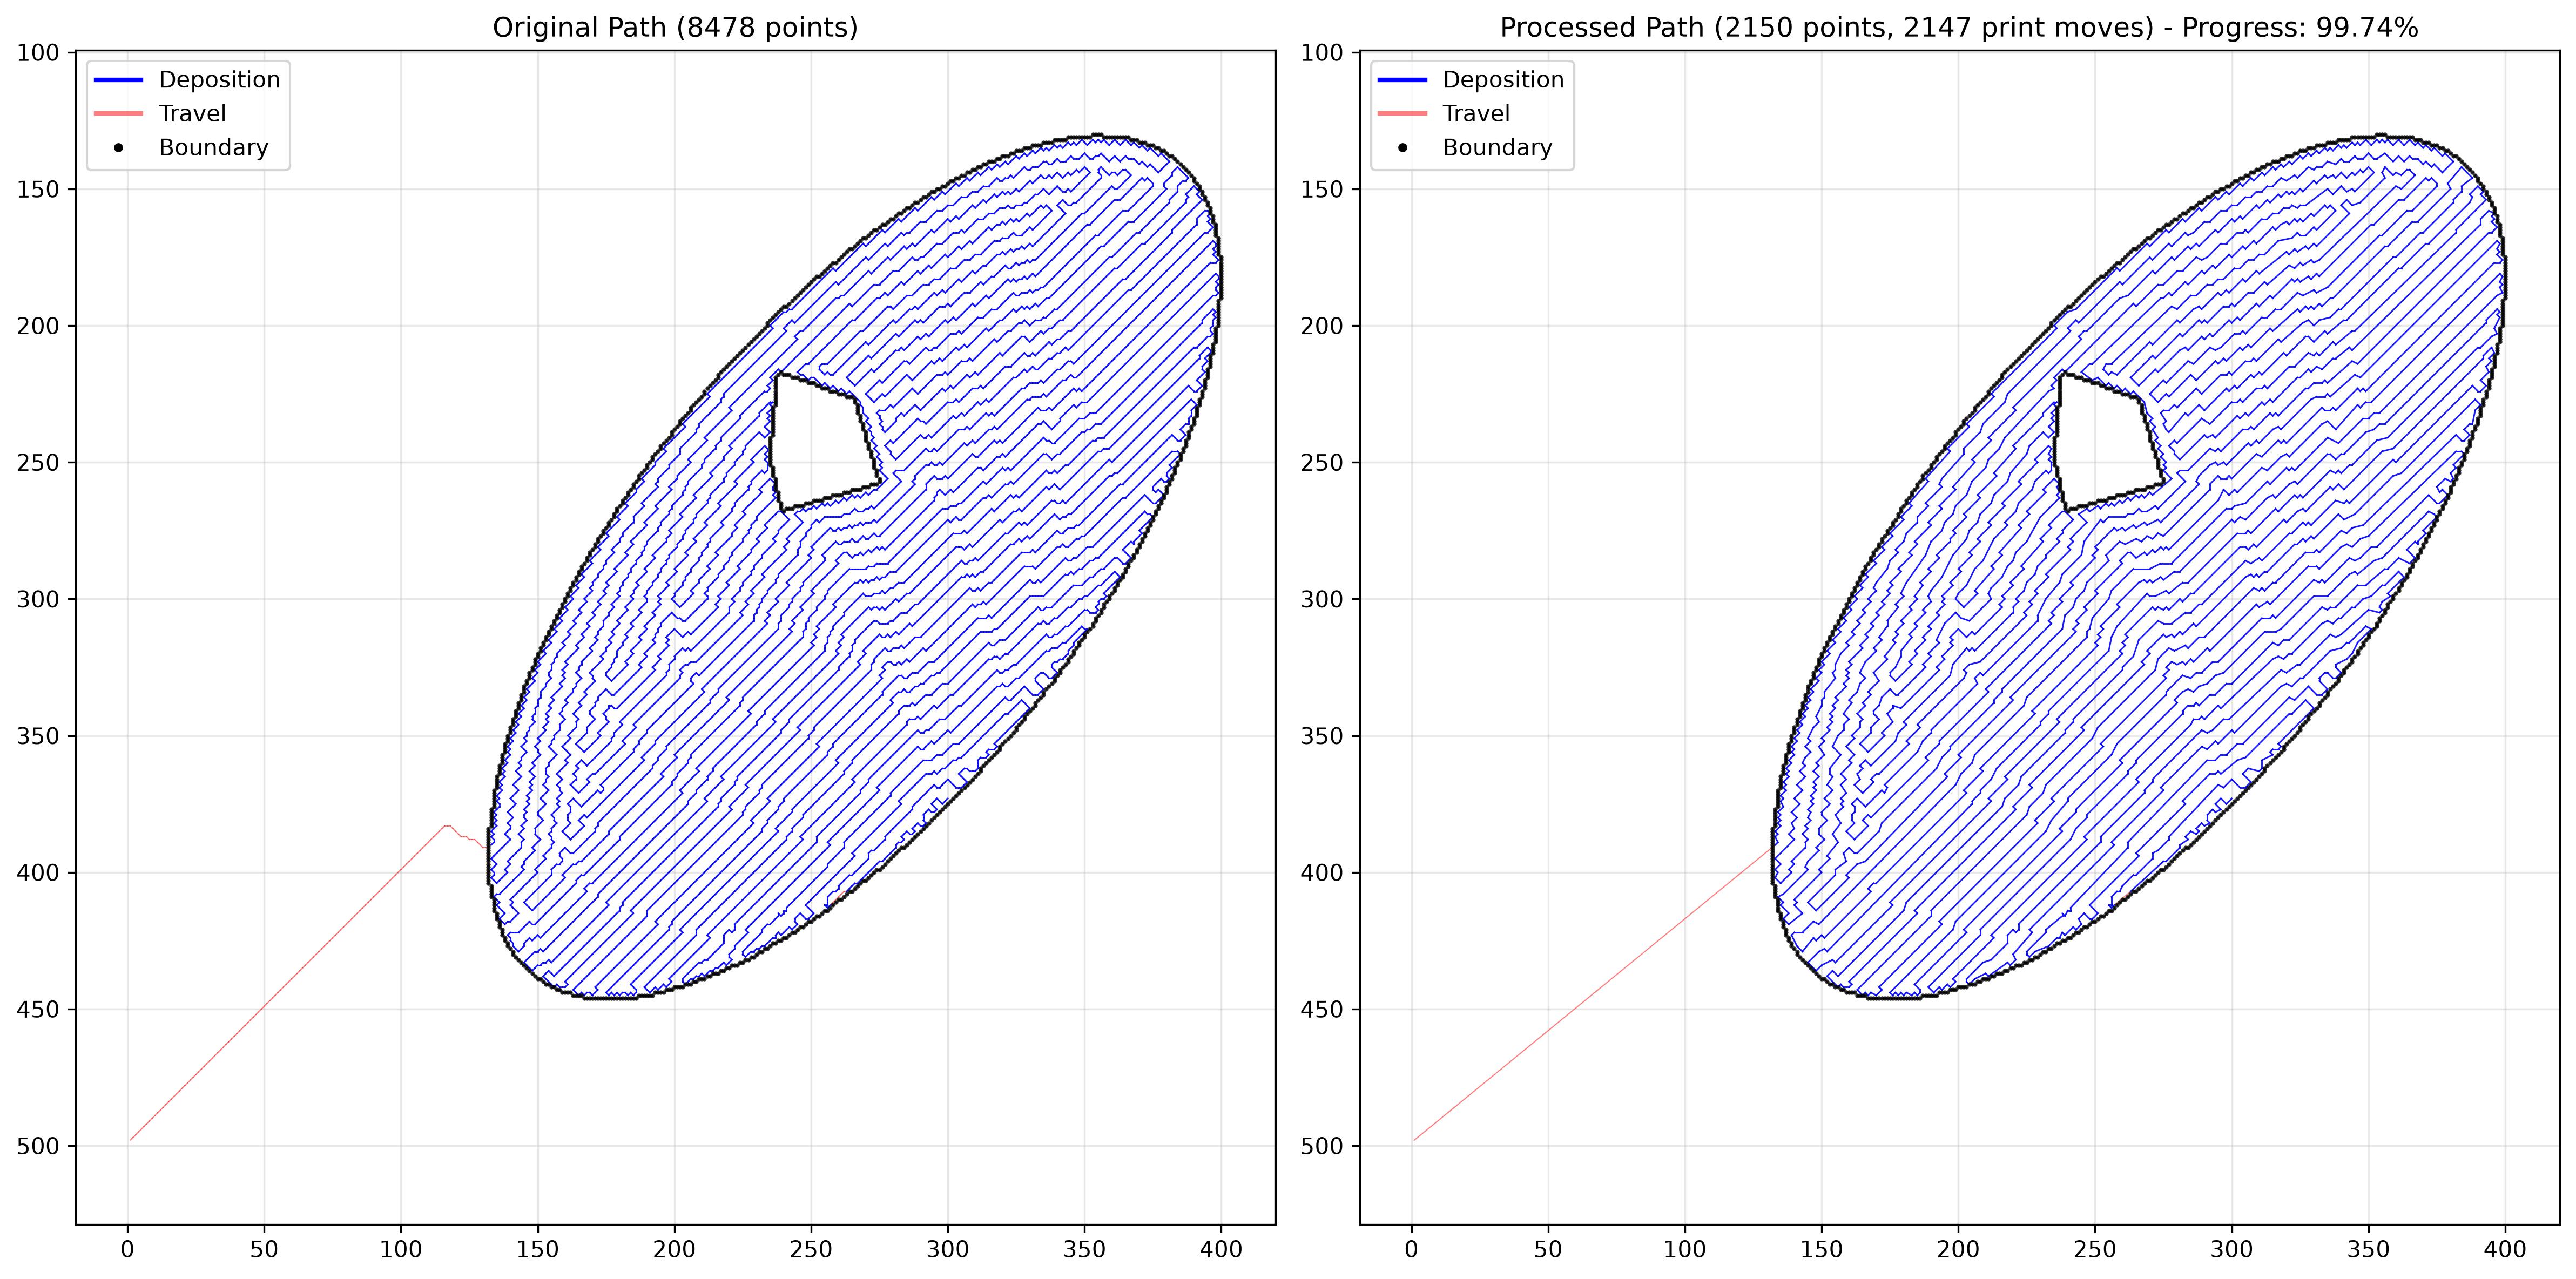 Original Path (8478 points)
Deposition
Travel
Boundary
100
150
200
250
300
350
400
450
500
0 50 100 150 200 250 300 350 400
Processed Path (2150 points, 2147 print moves) - Progress: 99.74%
Deposition
Travel
Boundary
100
150
200
250
300
350
400
450
500
0 50 100 150 200 250 300 350 400